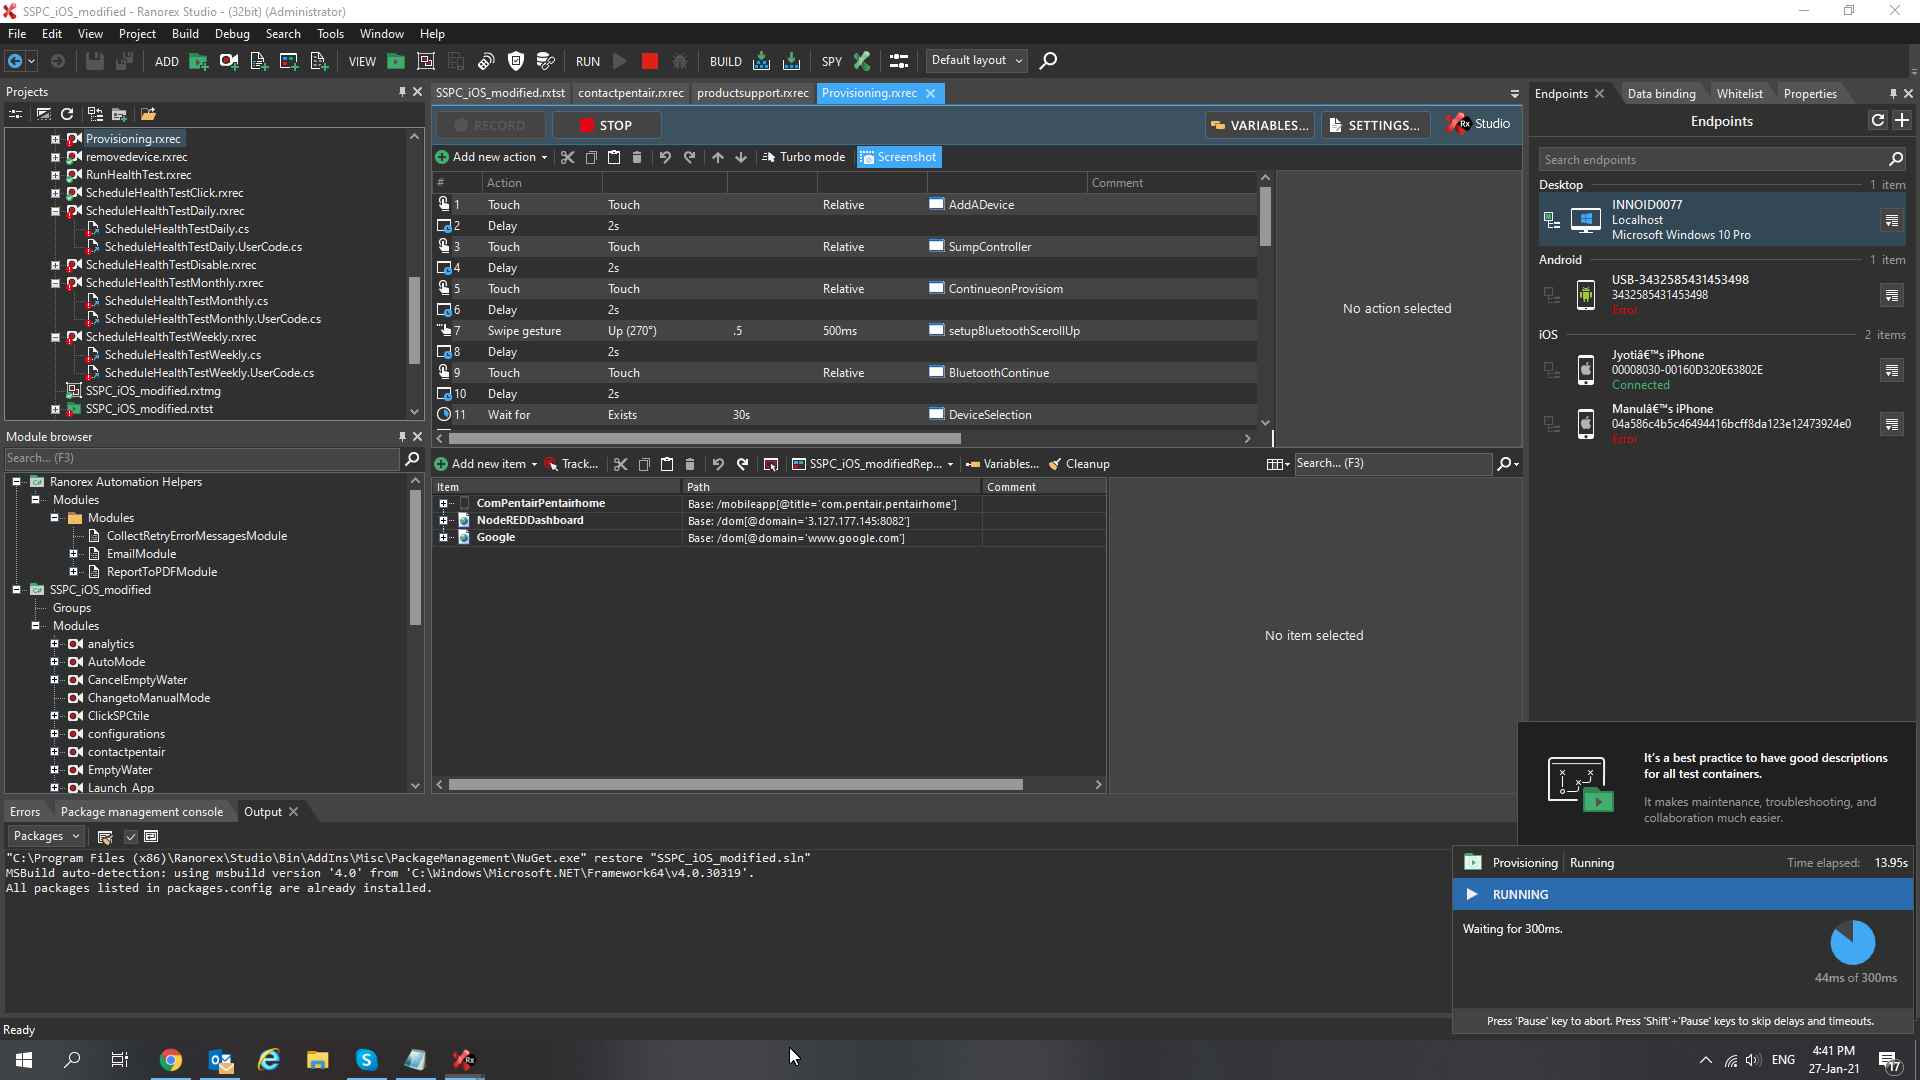 SSPC_iOS_modified - Ranorex Studio - (32bit) (Administrator)
File Edit View Project Build Debug Search Tools Window Help
ADD VIEW RUN BUILD SPY Default layout
Projects
Provisioning.rxrec
removedevice.rxrec
RunHealthTest.rxrec
ScheduleHealthTestClick.rxrec
ScheduleHealthTestDaily.rxrec
ScheduleHealthTestDaily.cs
ScheduleHealthTestDaily.UserCode.cs
ScheduleHealthTestDisable.rxrec
ScheduleHealthTestMonthly.rxrec
ScheduleHealthTestMonthly.cs
ScheduleHealthTestMonthly.UserCode.cs
ScheduleHealthTestWeekly.rxrec
ScheduleHealthTestWeekly.cs
ScheduleHealthTestWeekly.UserCode.cs
SSPC_iOS_modified.rxtmg
SSPC_iOS_modified.rxtst
Module browser
Search... (F3)
Ranorex Automation Helpers
Modules
Modules
CollectRetryErrorMessagesModule
EmailModule
ReportToPDFModule
SSPC_iOS_modified
Groups
Modules
analytics
AutoMode
CancelEmptyWater
ChangetoManualMode
ClickSPCtile
configurations
contactpentair
EmptyWater
Launch_App
SSPC_iOS_modified.rxtst contactpentair.rxrec productsupport.rxrec Provisioning.rxrec
RECORD STOP VARIABLES... SETTINGS... Rx Studio
Add new action Turbo mode Screenshot
# Action Comment
1 Touch Touch Relative AddADevice
2 Delay 2s
3 Touch Touch Relative SumpController
4 Delay 2s
5 Touch Touch Relative ContinueonProvisiom
6 Delay 2s
7 Swipe gesture Up (270°) .5 500ms setupBluetoothScerollUp
8 Delay 2s
9 Touch Touch Relative BluetoothContinue
10 Delay 2s
11 Wait for Exists 30s DeviceSelection
No action selected
Add new item Track... SSPC_iOS_modifiedRep... Variables... Cleanup Search... (F3)
Item Path Comment
ComPentairPentairhome Base: /mobileapp[@title='com.pentair.pentairhome']
NodeREDDashboard Base: /dom[@domain='3.127.177.145:8082']
Google Base: /dom[@domain='www.google.com']
No item selected
Endpoints Data binding Whitelist Properties
Endpoints
Search endpoints
Desktop 1 item
INNOID0077
Localhost
Microsoft Windows 10 Pro
Android 1 item
USB-3432585431453498
3432585431453498
Error
iOS 2 items
Jyotiâ€™s iPhone
00008030-00160D320E63802E
Connected
Manulâ€™s iPhone
04a586c4b5c46494416bcff8da123e12473924e0
Error
It's a best practice to have good descriptions
for all test containers.
It makes maintenance, troubleshooting, and
collaboration much easier.
Provisioning Running Time elapsed: 13.95s
RUNNING
Waiting for 300ms.
44ms of 300ms
Press 'Pause' key to abort. Press 'Shift'+'Pause' keys to skip delays and timeouts.
Errors Package management console Output
Packages
"C:\Program Files (x86)\Ranorex\Studio\Bin\AddIns\Misc\PackageManagement\NuGet.exe" restore "SSPC_iOS_modified.sln"
MSBuild auto-detection: using msbuild version '4.0' from 'C:\Windows\Microsoft.NET\Framework64\v4.0.30319'.
All packages listed in packages.config are already installed.
Ready
ENG 4:41 PM
27-Jan-21
17